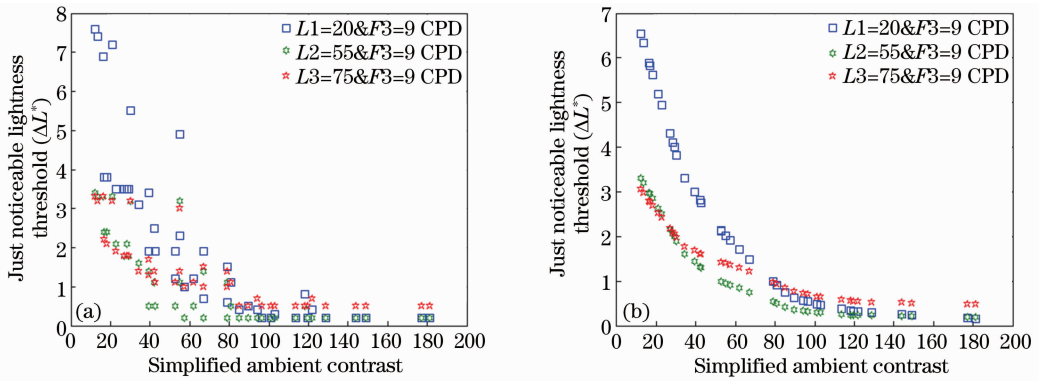 8
7
6
5
4
3
2
1
0
Just noticeable lightness
threshold (ΔL*)
L1=20&F3=9 CPD
L2=55&F3=9 CPD
L3=75&F3=9 CPD
(a)
0 20 40 60 80 100 120 140 160 180 200
Simplified ambient contrast
7
6
5
4
3
2
1
0
Just noticeable lightness
threshold (ΔL*)
L1=20&F3=9 CPD
L2=55&F3=9 CPD
L3=75&F3=9 CPD
(b)
0 20 40 60 80 100 120 140 160 180 200
Simplified ambient contrast